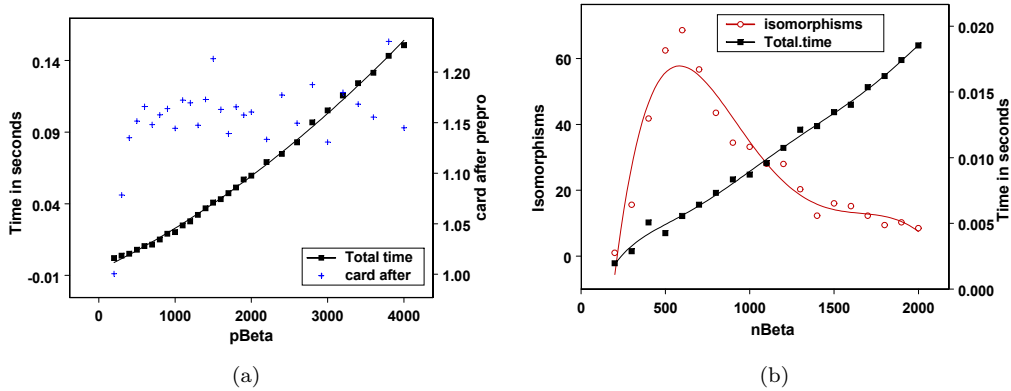 Time in seconds
0.14
0.09
0.04
-0.01
1.20
1.15
1.10
1.05
1.00
card after prepro
Total time
card after
0
1000
2000
3000
4000
pBeta
(a)
Isomorphisms
60
40
20
0
isomorphisms
Total.time
0.020
0.015
0.010
0.005
0.000
Time in seconds
0
500
1000
1500
2000
nBeta
(b)